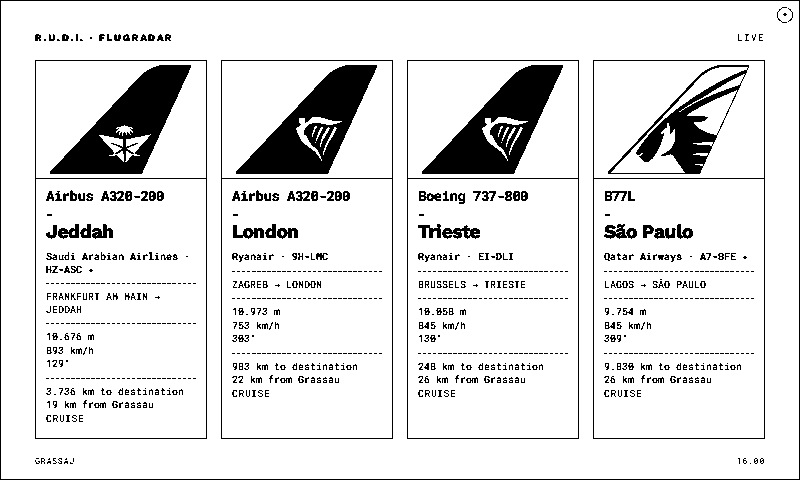 R.U.D.I. · FLUGRADAR
LIVE
Airbus A320-200
-
Jeddah
Saudi Arabian Airlines ·
HZ-ASC ✦
FRANKFURT AM MAIN →
JEDDAH
10.676 m
893 km/h
129°
3.736 km to destination
19 km from Grassau
CRUISE
Airbus A320-200
-
London
Ryanair · 9H-LMC
ZAGREB → LONDON
10.973 m
753 km/h
303°
983 km to destination
22 km from Grassau
CRUISE
Boeing 737-800
-
Trieste
Ryanair · EI-DLI
BRUSSELS → TRIESTE
10.058 m
845 km/h
130°
248 km to destination
26 km from Grassau
CRUISE
B77L
-
São Paulo
Qatar Airways · A7-BFE ✦
LAGOS → SÃO PAULO
9.754 m
845 km/h
309°
9.830 km to destination
26 km from Grassau
CRUISE
GRASSAU
16.00